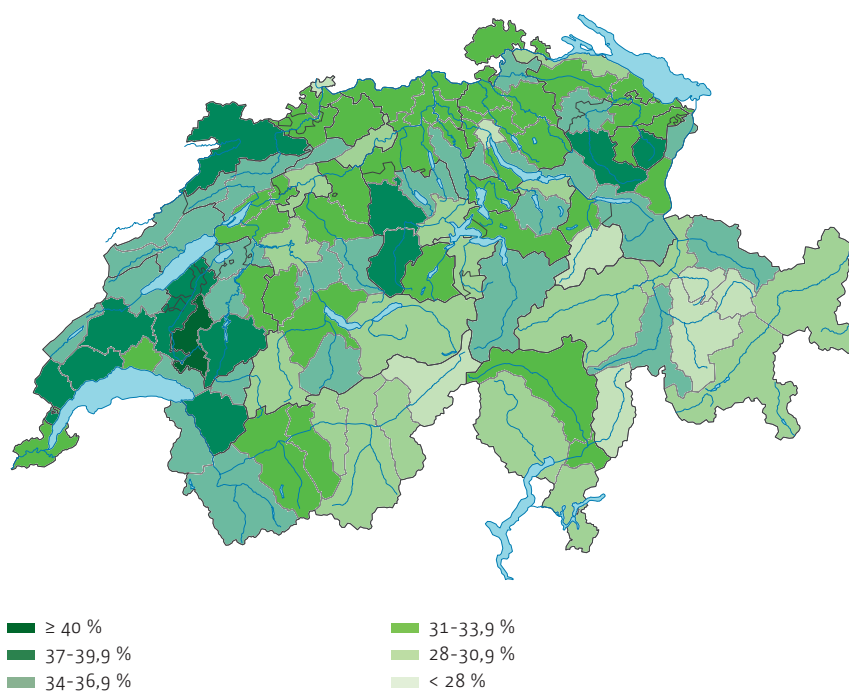 ≥ 40 %
37-39,9 %
34-36,9 %
31-33,9 %
28-30,9 %
< 28 %